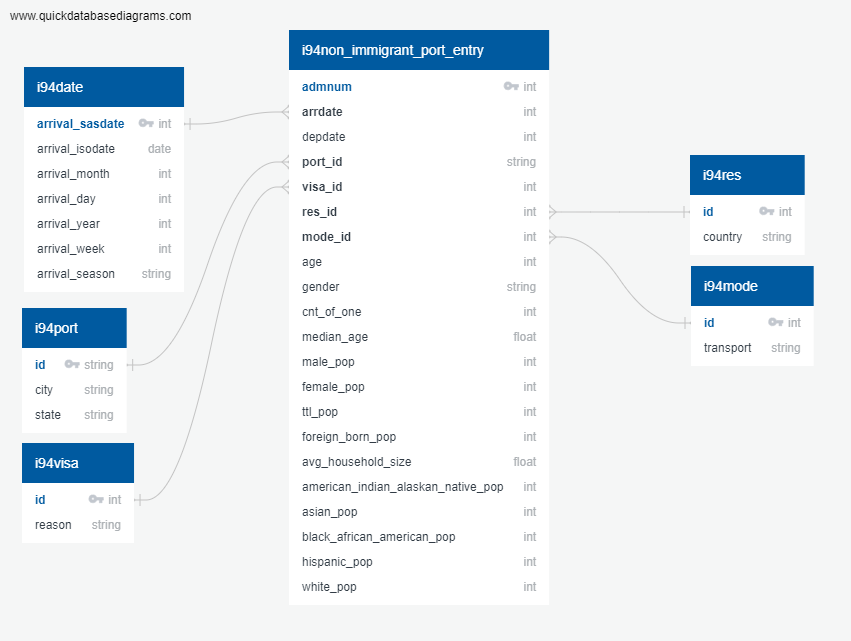 www.quickdatabasediagrams.com
i94date
arrival_sasdate int
arrival_isodate date
arrival_month int
arrival_day int
arrival_year int
arrival_week int
arrival_season string
i94port
id string
city string
state string
i94visa
id int
reason string
i94non_immigrant_port_entry
admnum int
arrdate int
depdate int
port_id string
visa_id int
res_id int
mode_id int
age int
gender string
cnt_of_one int
median_age float
male_pop int
female_pop int
ttl_pop int
foreign_born_pop int
avg_household_size float
american_indian_alaskan_native_pop int
asian_pop int
black_african_american_pop int
hispanic_pop int
white_pop int
i94res
id int
country string
i94mode
id int
transport string